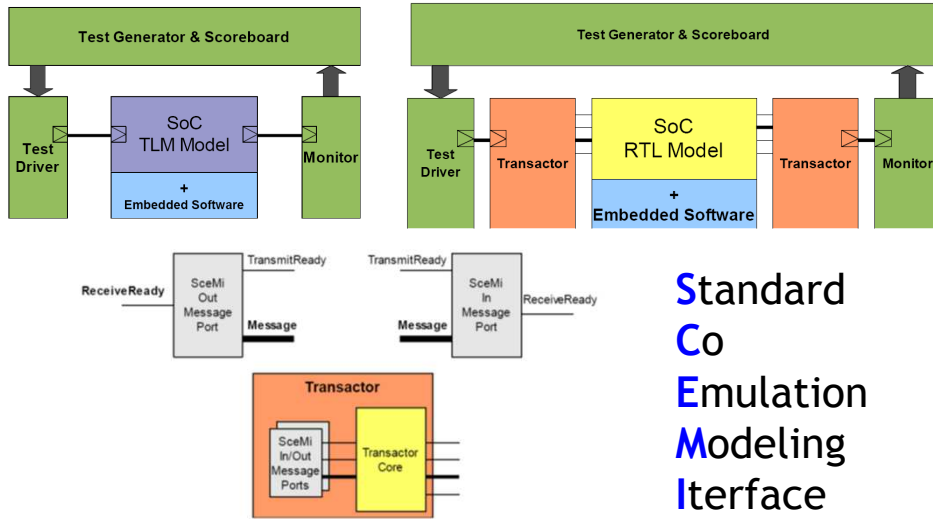 Test Generator & Scoreboard
Test
Driver
SoC
TLM Model
+
Embedded Software
Monitor
Test Generator & Scoreboard
Test
Driver
Transactor
SoC
RTL Model
+
Embedded Software
Transactor
Monitor
ReceiveReady
SceMi
Out
Message
Port
TransmitReady
Message
TransmitReady
Message
SceMi
In
Message
Port
ReceiveReady
Transactor
SceMi
In/Out
Message
Ports
Transactor
Core
Standard
Co
Emulation
Modeling
Iterface